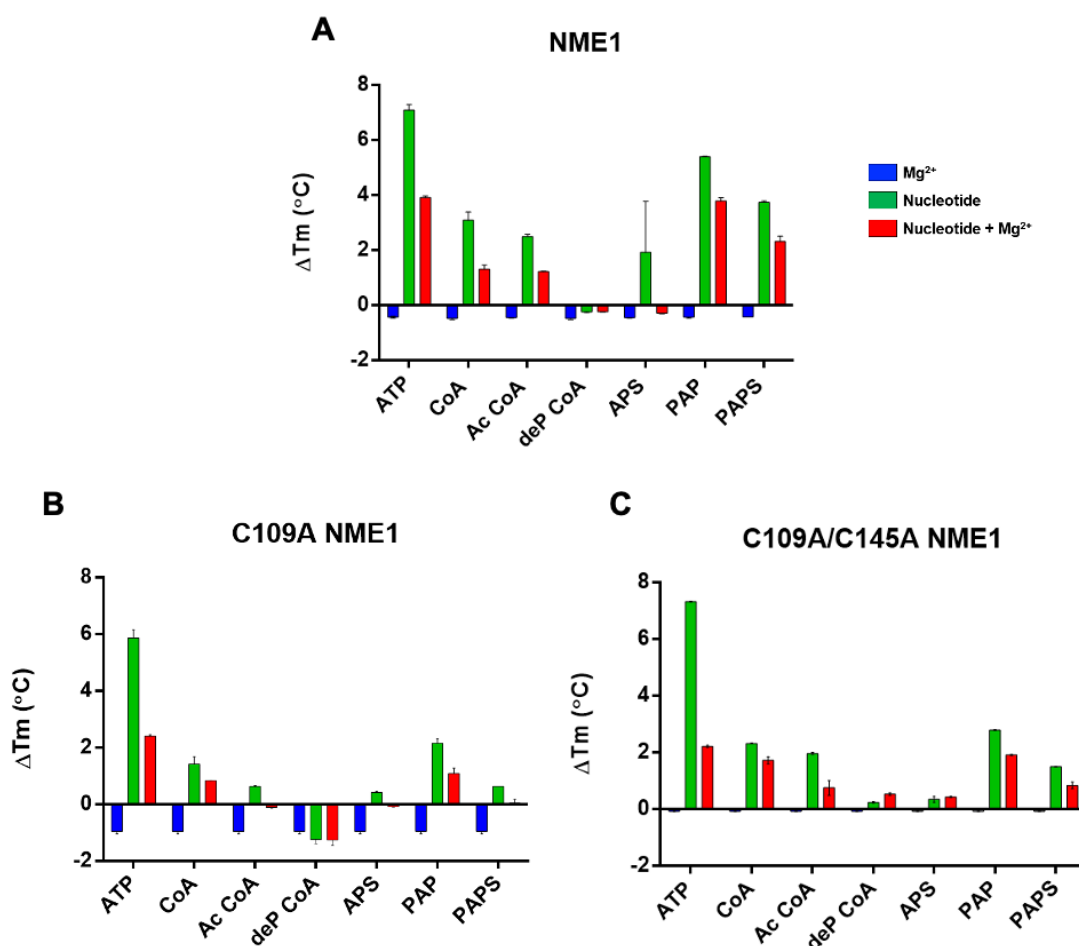 A
NME1
ΔTm (°C)
8
6
4
2
0
-2
ATP
CoA
Ac CoA
deP CoA
APS
PAP
PAPS
Mg²⁺
Nucleotide
Nucleotide + Mg²⁺
B
C109A NME1
ΔTm (°C)
8
6
4
2
0
-2
ATP
CoA
Ac CoA
deP CoA
APS
PAP
PAPS
C
C109A/C145A NME1
ΔTm (°C)
8
6
4
2
0
-2
ATP
CoA
Ac CoA
deP CoA
APS
PAP
PAPS